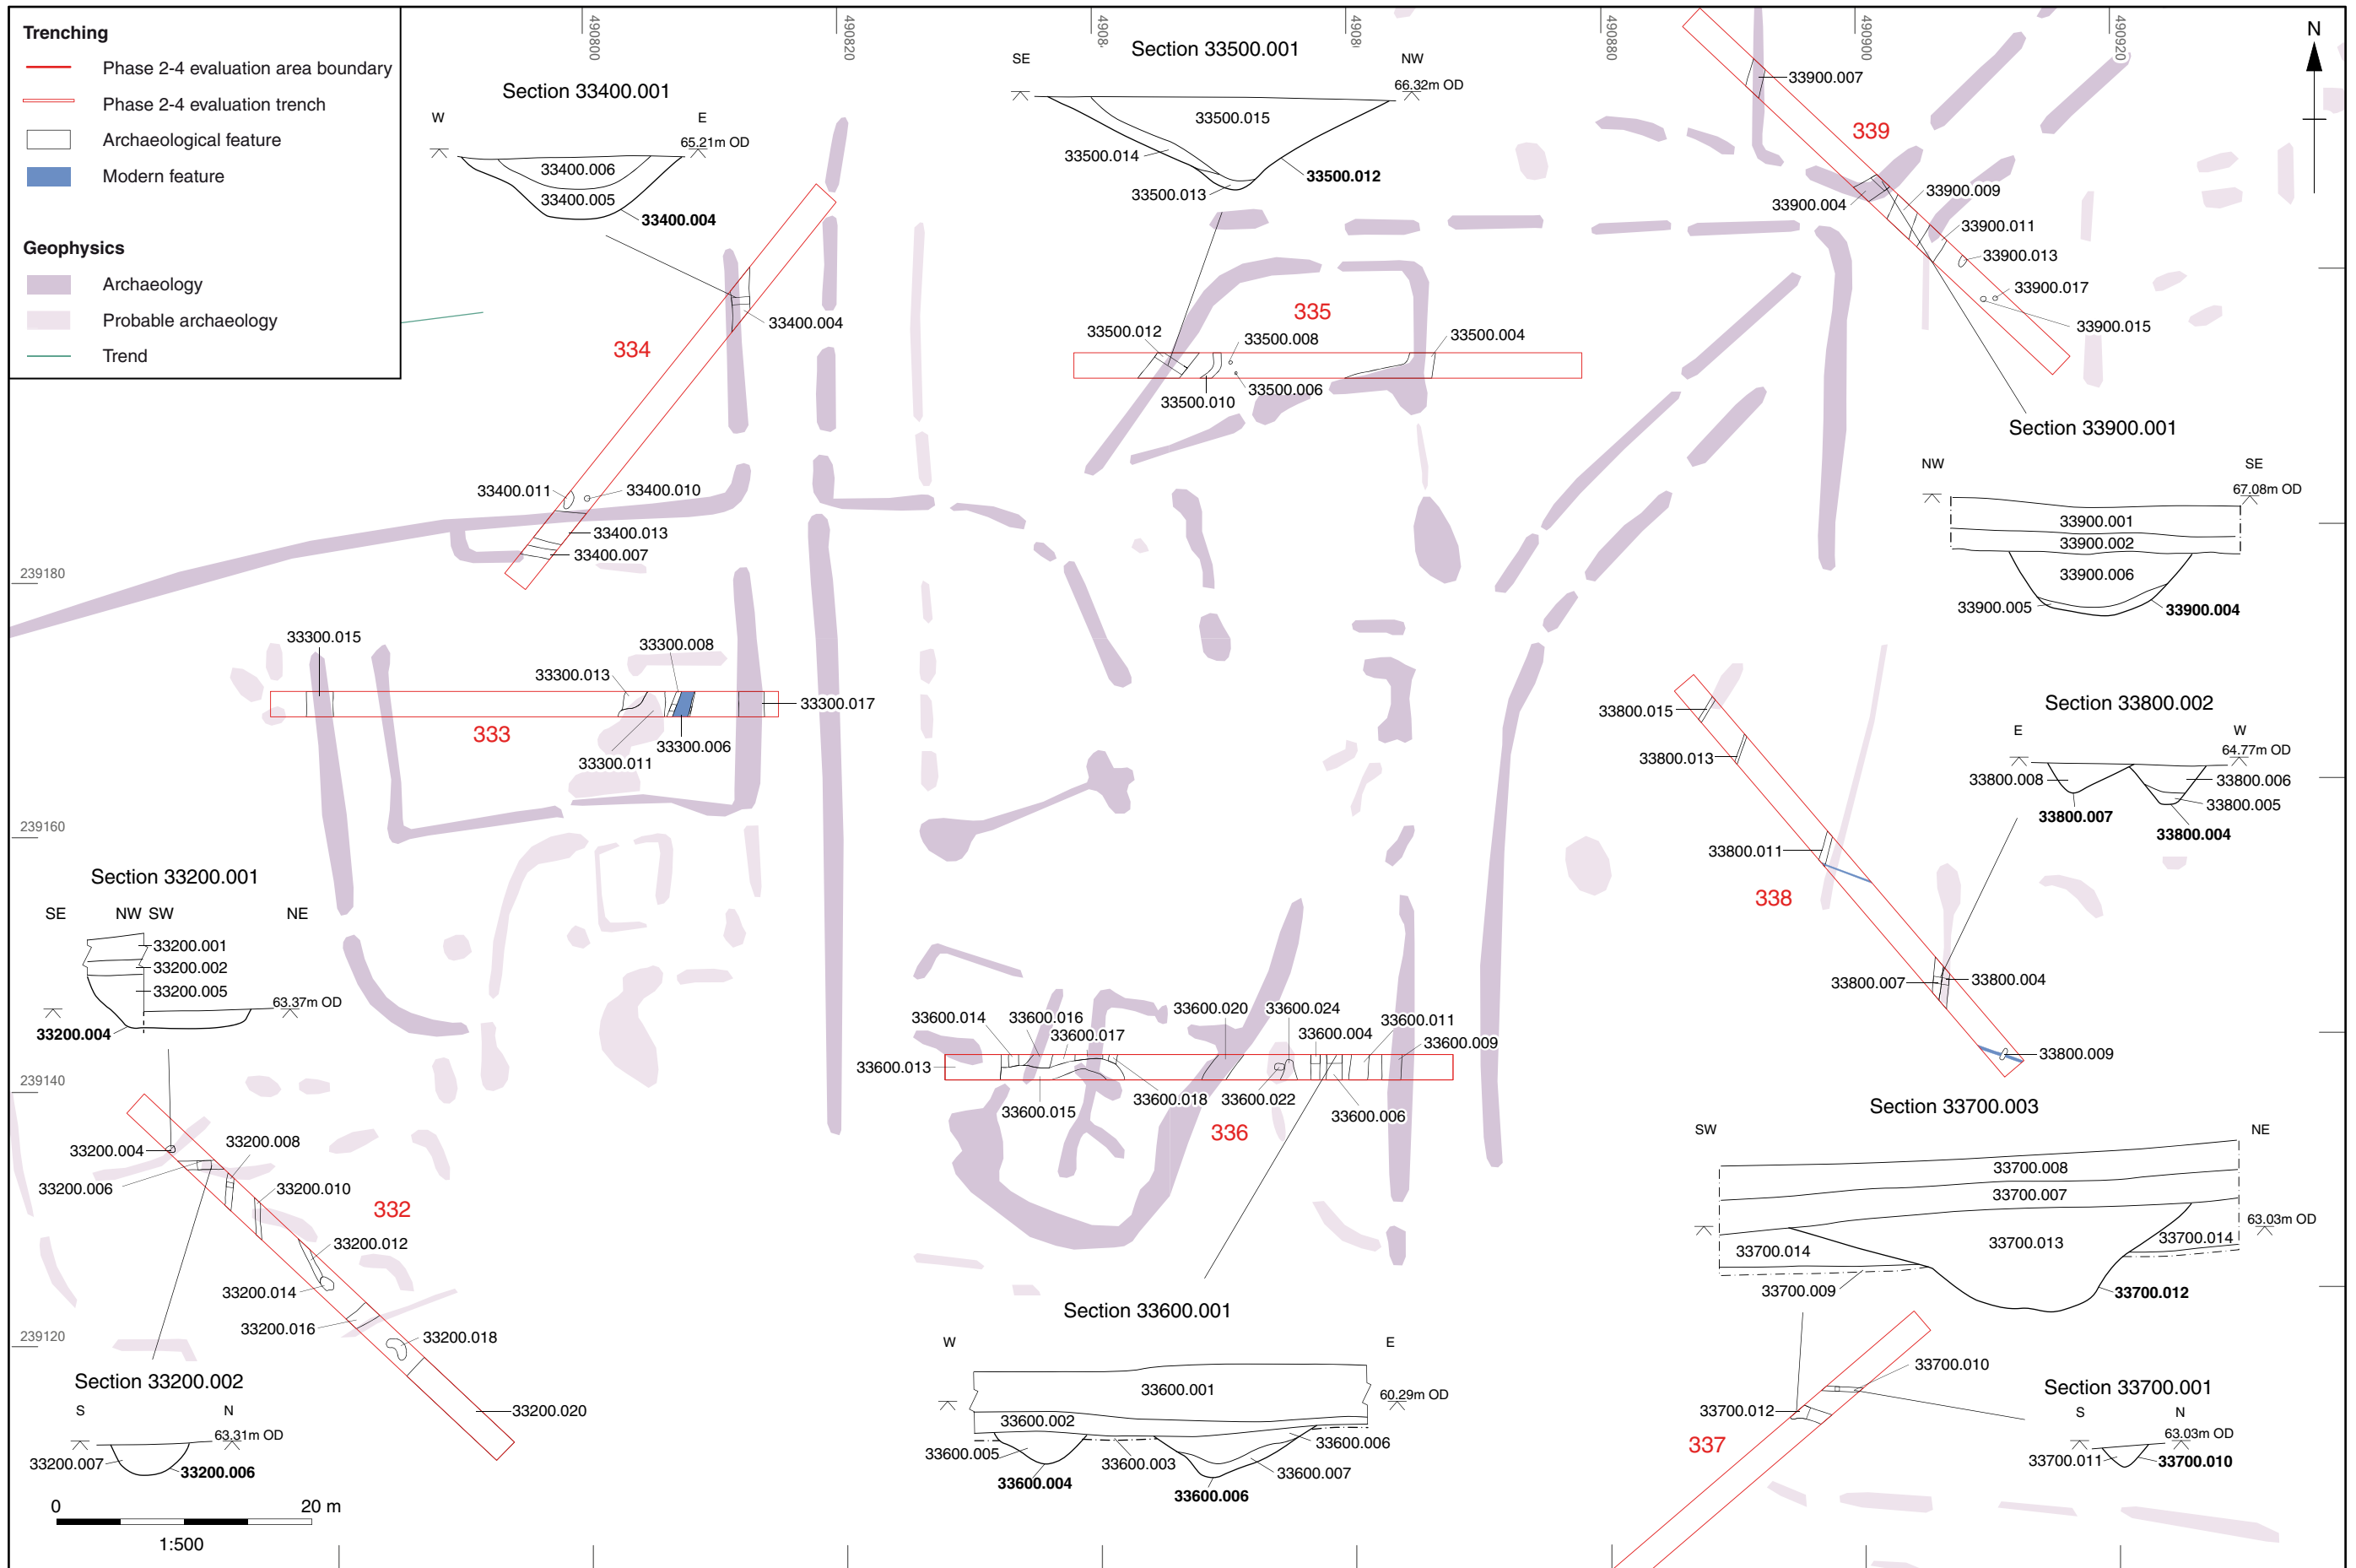 Trenching
Phase 2-4 evaluation area boundary
Phase 2-4 evaluation trench
Archaeological feature
Modern feature
Geophysics
Archaeology
Probable archaeology
Trend
490800
490820
49084
49086
490880
490900
490920
N
239180
239160
239140
239120
Section 33400.001
W
E
65.21m OD
33400.006
33400.005
33400.004
334
33400.004
33400.011
33400.010
33400.013
33400.007
Section 33500.001
SE
NW
66.32m OD
33500.015
33500.014
33500.013
33500.012
335
33500.012
33500.008
33500.004
33500.006
33500.010
33900.007
339
33900.009
33900.004
33900.011
33900.013
33900.017
33900.015
Section 33900.001
NW
SE
67.08m OD
33900.001
33900.002
33900.006
33900.005
33900.004
33300.015
33300.008
33300.013
33300.017
333
33300.006
33300.011
33800.015
33800.013
33800.011
338
33800.007
33800.004
33800.009
Section 33800.002
E
W
64.77m OD
33800.008
33800.006
33800.005
33800.007
33800.004
Section 33200.001
SE
NW SW
NE
33200.001
33200.002
33200.005
63.37m OD
33200.004
33200.004
33200.008
33200.006
33200.010
332
33200.012
33200.014
33200.016
33200.018
33200.020
Section 33200.002
S
N
63.31m OD
33200.007
33200.006
0
20 m
1:500
33600.014
33600.016
33600.017
33600.020
33600.024
33600.004
33600.011
33600.009
33600.013
33600.015
33600.018
33600.022
33600.006
336
Section 33600.001
W
E
33600.001
60.29m OD
33600.002
33600.005
33600.003
33600.006
33600.007
33600.004
33600.006
Section 33700.003
SW
NE
33700.008
33700.007
63.03m OD
33700.013
33700.014
33700.014
33700.009
33700.012
33700.010
33700.012
337
Section 33700.001
S
N
63.03m OD
33700.011
33700.010